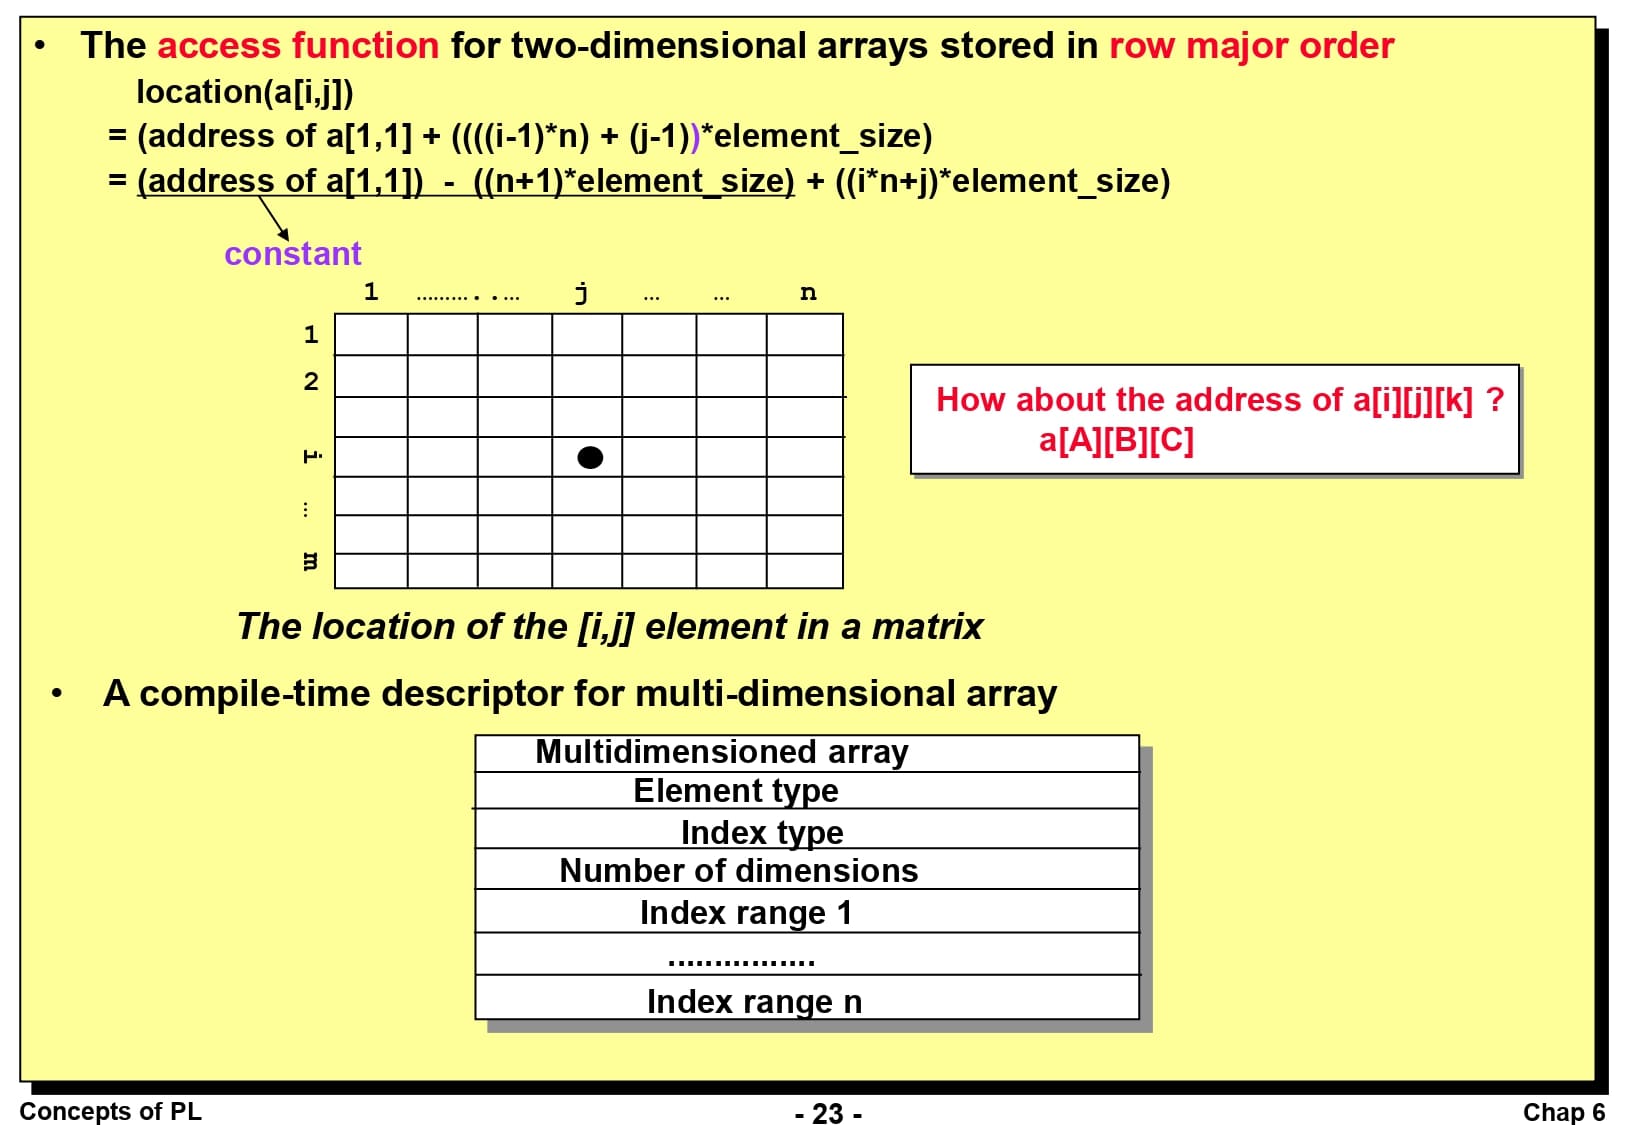 • The access function for two-dimensional arrays stored in row major order
location(a[i,j])
= (address of a[1,1] + ((((i-1)*n) + (j-1))*element_size)
= (address of a[1,1]) - ((n+1)*element_size) + ((i*n+j)*element_size)
constant
1 ………..… j … … n
1
2
i
…
m
How about the address of a[i][j][k] ?
a[A][B][C]
The location of the [i,j] element in a matrix
• A compile-time descriptor for multi-dimensional array
Multidimensioned array
Element type
Index type
Number of dimensions
Index range 1
................
Index range n
Concepts of PL
- 23 -
Chap 6